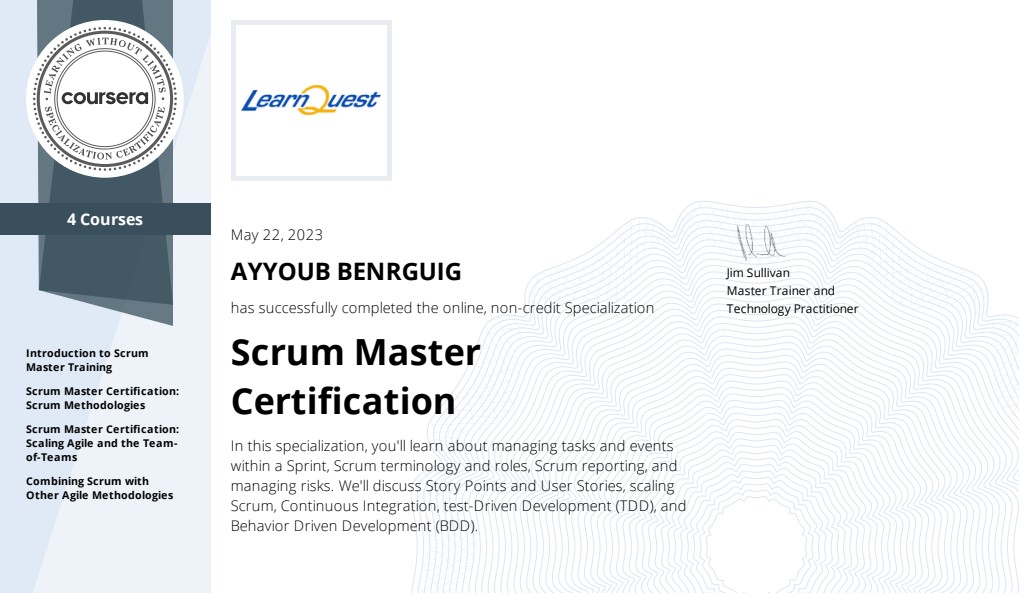 LEARNING WITHOUT LIMITS
coursera
SPECIALIZATION CERTIFICATE
4 Courses
Introduction to Scrum
Master Training
Scrum Master Certification:
Scrum Methodologies
Scrum Master Certification:
Scaling Agile and the Team-
of-Teams
Combining Scrum with
Other Agile Methodologies
LearnQuest
May 22, 2023
AYYOUB BENRGUIG
has successfully completed the online, non-credit Specialization
Scrum Master
Certification
In this specialization, you'll learn about managing tasks and events
within a Sprint, Scrum terminology and roles, Scrum reporting, and
managing risks. We'll discuss Story Points and User Stories, scaling
Scrum, Continuous Integration, test-Driven Development (TDD), and
Behavior Driven Development (BDD).
Jim Sullivan
Master Trainer and
Technology Practitioner